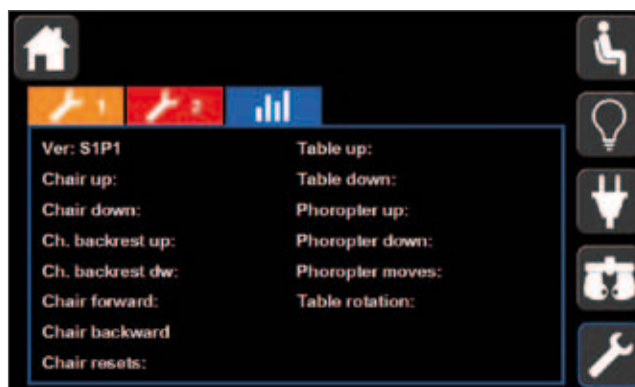 1
2
Ver: S1P1
Chair up:
Chair down:
Ch. backrest up:
Ch. backrest dw:
Chair forward:
Chair backward
Chair resets:
Table up:
Table down:
Phoropter up:
Phoropter down:
Phoropter moves:
Table rotation: